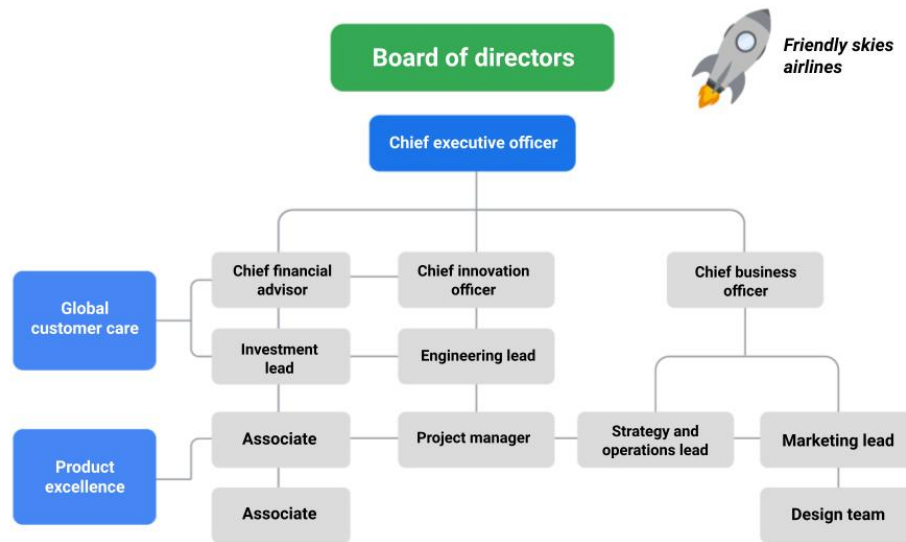 Board of directors
Friendly skies
airlines
Chief executive officer
Chief financial
advisor
Chief innovation
officer
Chief business
officer
Global
customer care
Investment
lead
Engineering lead
Product
excellence
Associate
Project manager
Strategy and
operations lead
Marketing lead
Associate
Design team